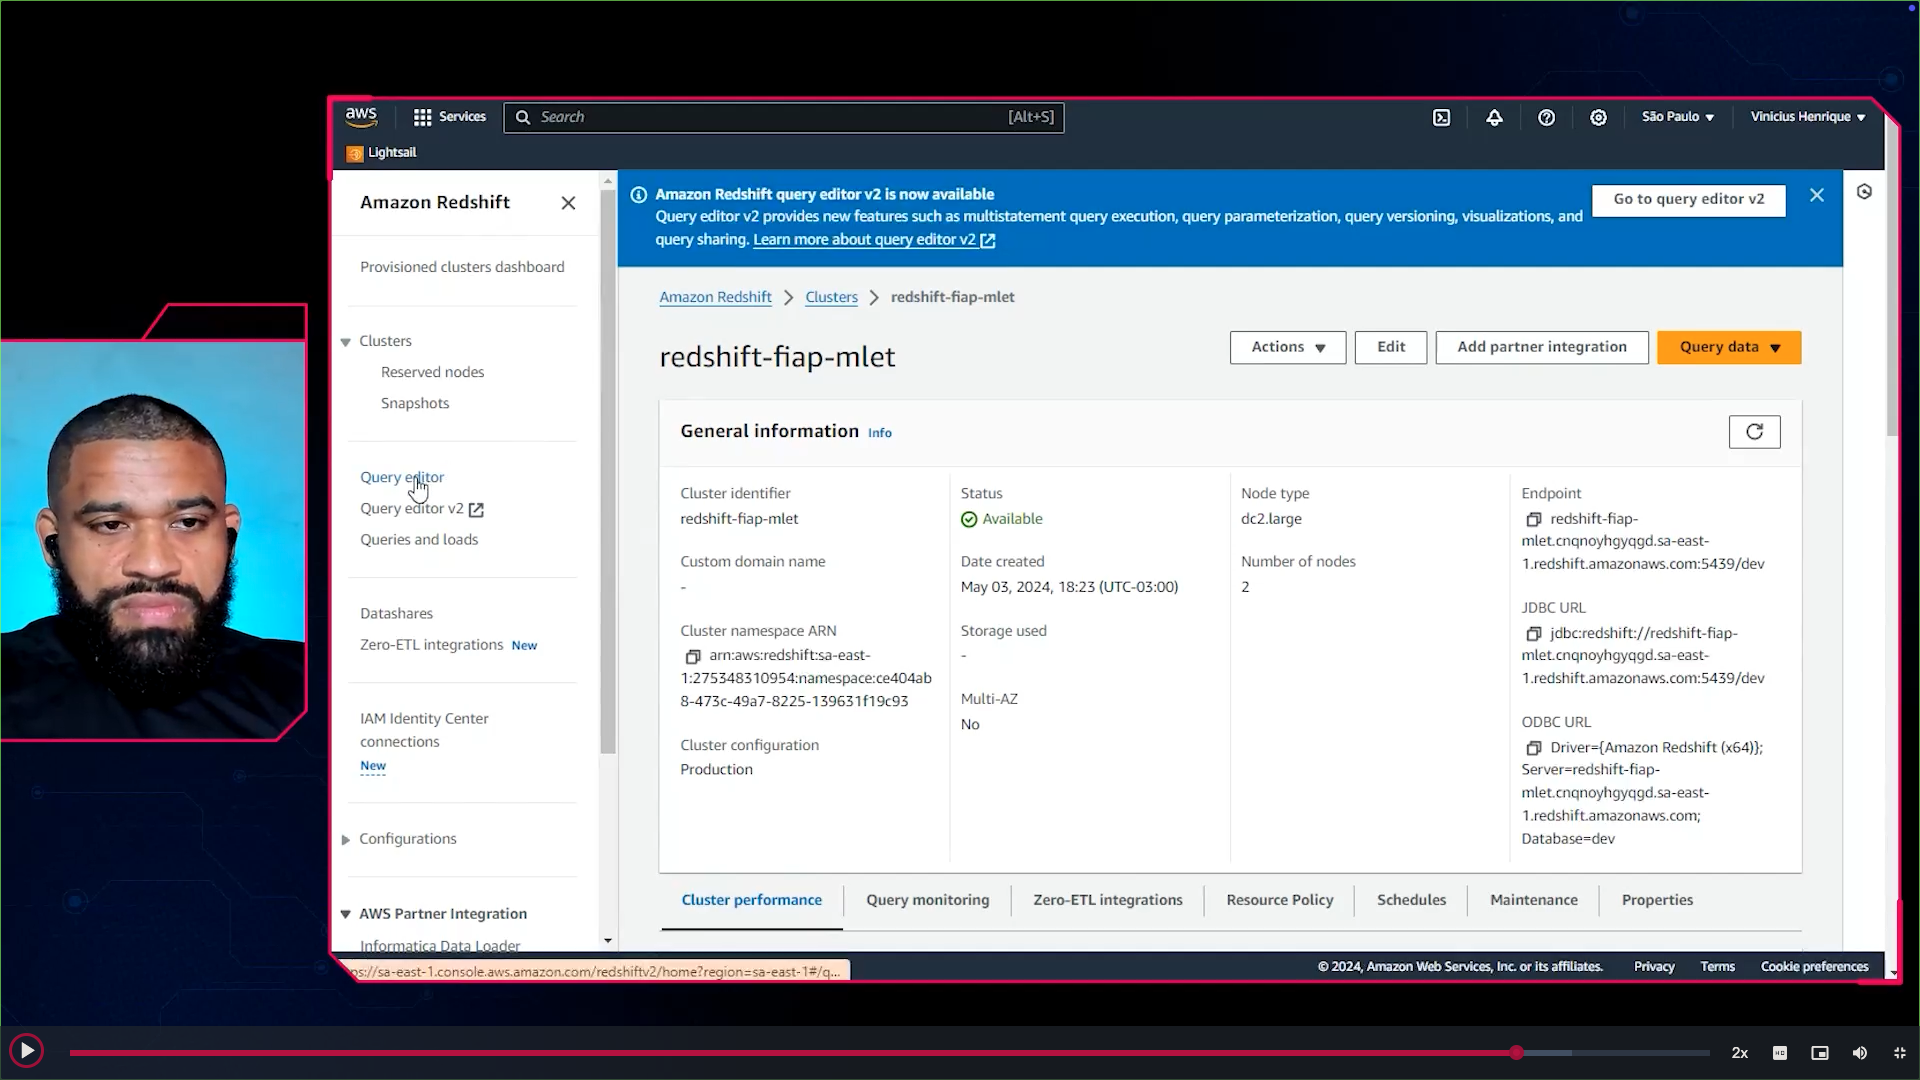 aws
Services
Search
[Alt+S]
São Paulo
Vinicius Henrique
Lightsail
Amazon Redshift
Provisioned clusters dashboard
Clusters
Reserved nodes
Snapshots
Query editor
Query editor v2
Queries and loads
Datashares
Zero-ETL integrations New
IAM Identity Center
connections
New
Configurations
AWS Partner Integration
Informatica Data Loader
Amazon Redshift query editor v2 is now available
Query editor v2 provides new features such as multistatement query execution, query parameterization, query versioning, visualizations, and
query sharing. Learn more about query editor v2
Go to query editor v2
Amazon Redshift
Clusters
redshift-fiap-mlet
redshift-fiap-mlet
Actions
Edit
Add partner integration
Query data
General information Info
Cluster identifier
redshift-fiap-mlet
Custom domain name
-
Cluster namespace ARN
arn:aws:redshift:sa-east-
1:275348310954:namespace:ce404ab
8-473c-49a7-8225-139631f19c93
Cluster configuration
Production
Status
Available
Date created
May 03, 2024, 18:23 (UTC-03:00)
Storage used
-
Multi-AZ
No
Node type
dc2.large
Number of nodes
2
Endpoint
redshift-fiap-
mlet.cnqnoyhgyqgd.sa-east-
1.redshift.amazonaws.com:5439/dev
JDBC URL
jdbc:redshift://redshift-fiap-
mlet.cnqnoyhgyqgd.sa-east-
1.redshift.amazonaws.com:5439/dev
ODBC URL
Driver={Amazon Redshift (x64)};
Server=redshift-fiap-
mlet.cnqnoyhgyqgd.sa-east-
1.redshift.amazonaws.com;
Database=dev
Cluster performance
Query monitoring
Zero-ETL integrations
Resource Policy
Schedules
Maintenance
Properties
ps://sa-east-1.console.aws.amazon.com/redshiftv2/home?region=sa-east-1#/q...
© 2024, Amazon Web Services, Inc. or its affiliates.
Privacy
Terms
Cookie preferences
2x
HD